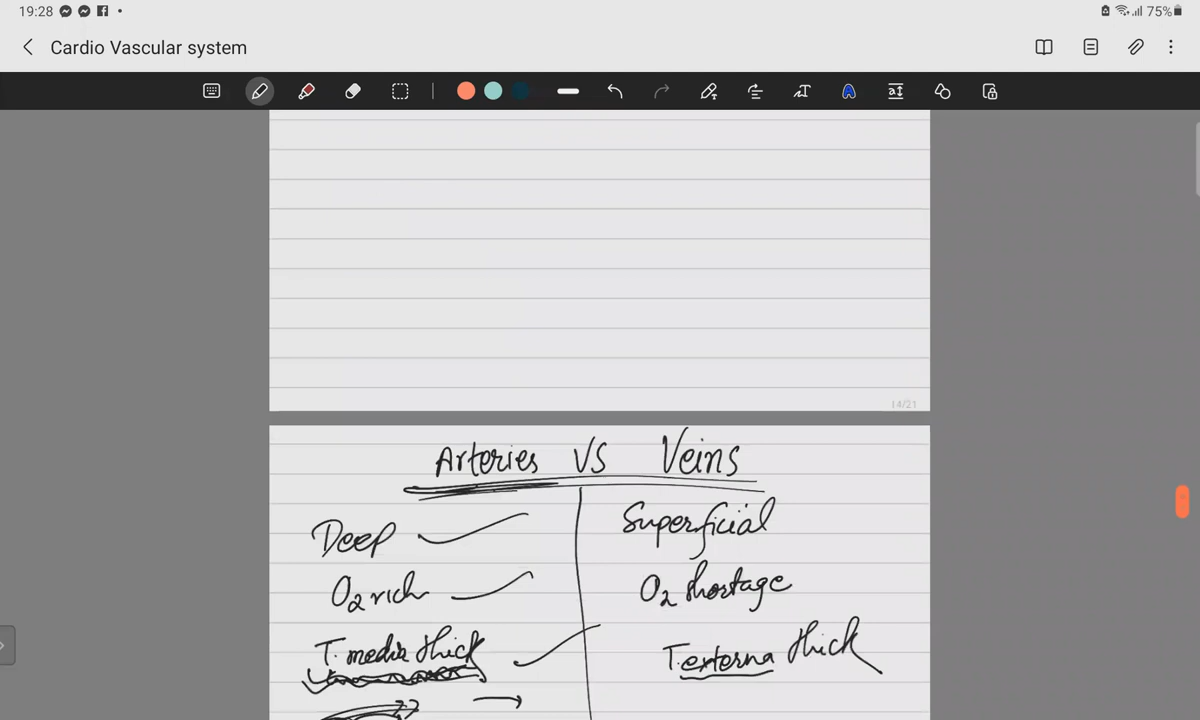 19:28 75%
Cardio Vascular system
14/21
Arteries VS Veins
Deep Superficial
O2 rich O2 shortage
T. media thick T.externa thick